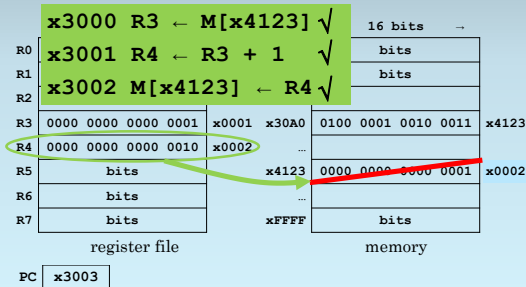 x3000 R3 ← M[x4123] √
x3001 R4 ← R3 + 1 √
x3002 M[x4123] ← R4 √
16 bits →
R0 bits
R1 bits
R2
R3 0000 0000 0000 0001 x0001 x30A0 0100 0001 0010 0011 x4123
R4 0000 0000 0000 0010 x0002 …
R5 bits x4123 0000 0000 0000 0001 x0002
R6 bits …
R7 bits xFFFF bits
register file memory
PC x3003